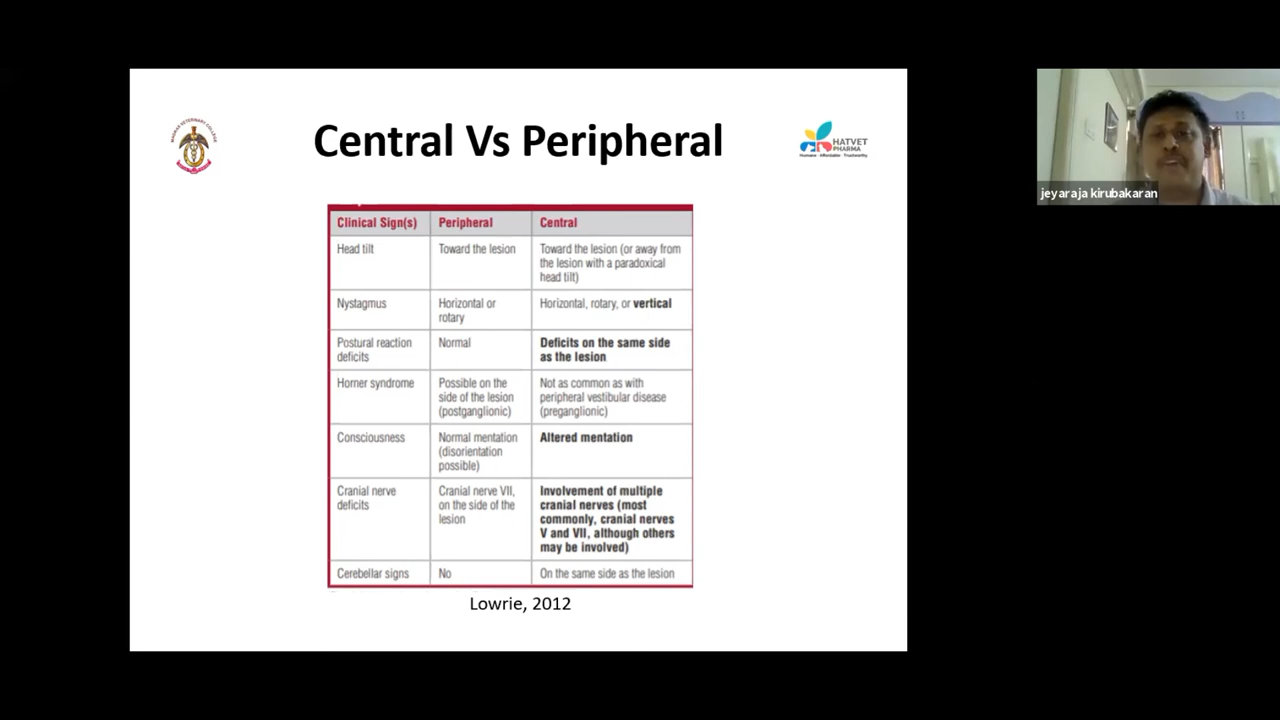 Central Vs Peripheral
MADRAS VETERINARY COLLEGE
HATVET
PHARMA
Humane · Affordable · Trustworthy
jeyaraja kirubakaran
Clinical Sign(s) Peripheral Central
Head tilt Toward the lesion Toward the lesion (or away from
the lesion with a paradoxical
head tilt)
Nystagmus Horizontal or Horizontal, rotary, or vertical
rotary
Postural reaction Normal Deficits on the same side
deficits as the lesion
Horner syndrome Possible on the Not as common as with
side of the lesion peripheral vestibular disease
(postganglionic) (preganglionic)
Consciousness Normal mentation Altered mentation
(disorientation
possible)
Cranial nerve Cranial nerve VII, Involvement of multiple
deficits on the side of the cranial nerves (most
lesion commonly, cranial nerves
V and VII, although others
may be involved)
Cerebellar signs No On the same side as the lesion
Lowrie, 2012